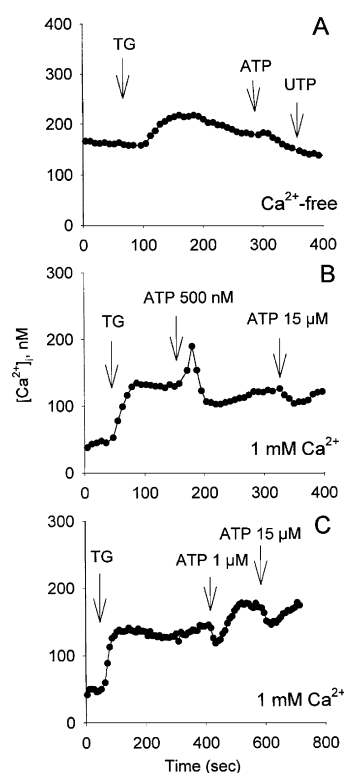 A
400
TG
300
ATP
UTP
200
100
Ca²⁺-free
0
0 100 200 300 400
B
300
ATP 500 nM
TG
ATP 15 µM
200
[Ca²⁺]i, nM
100
1 mM Ca²⁺
0
0 100 200 300 400
C
300
ATP 15 µM
TG
ATP 1 µM
200
100
1 mM Ca²⁺
0
0 200 400 600 800
Time (sec)